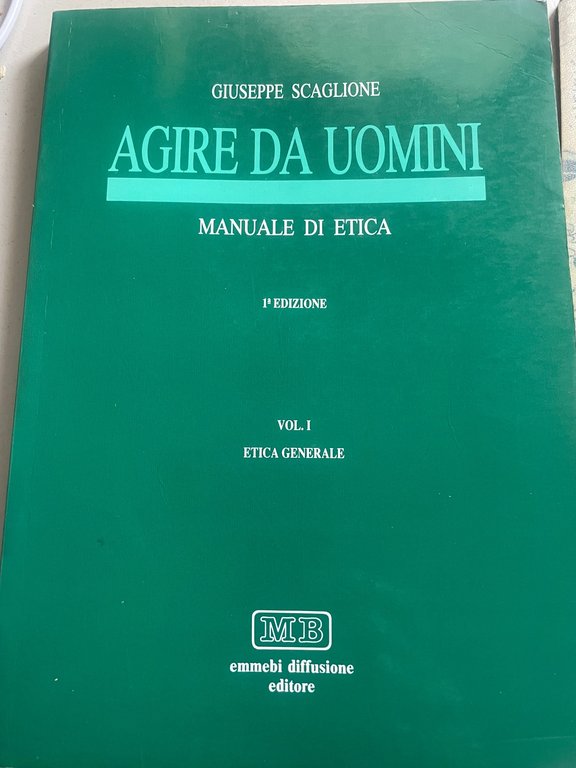 GIUSEPPE SCAGLIONE
AGIRE DA UOMINI
MANUALE DI ETICA
1ª EDIZIONE
VOL. I
ETICA GENERALE
MB
emmebi diffusione
editore